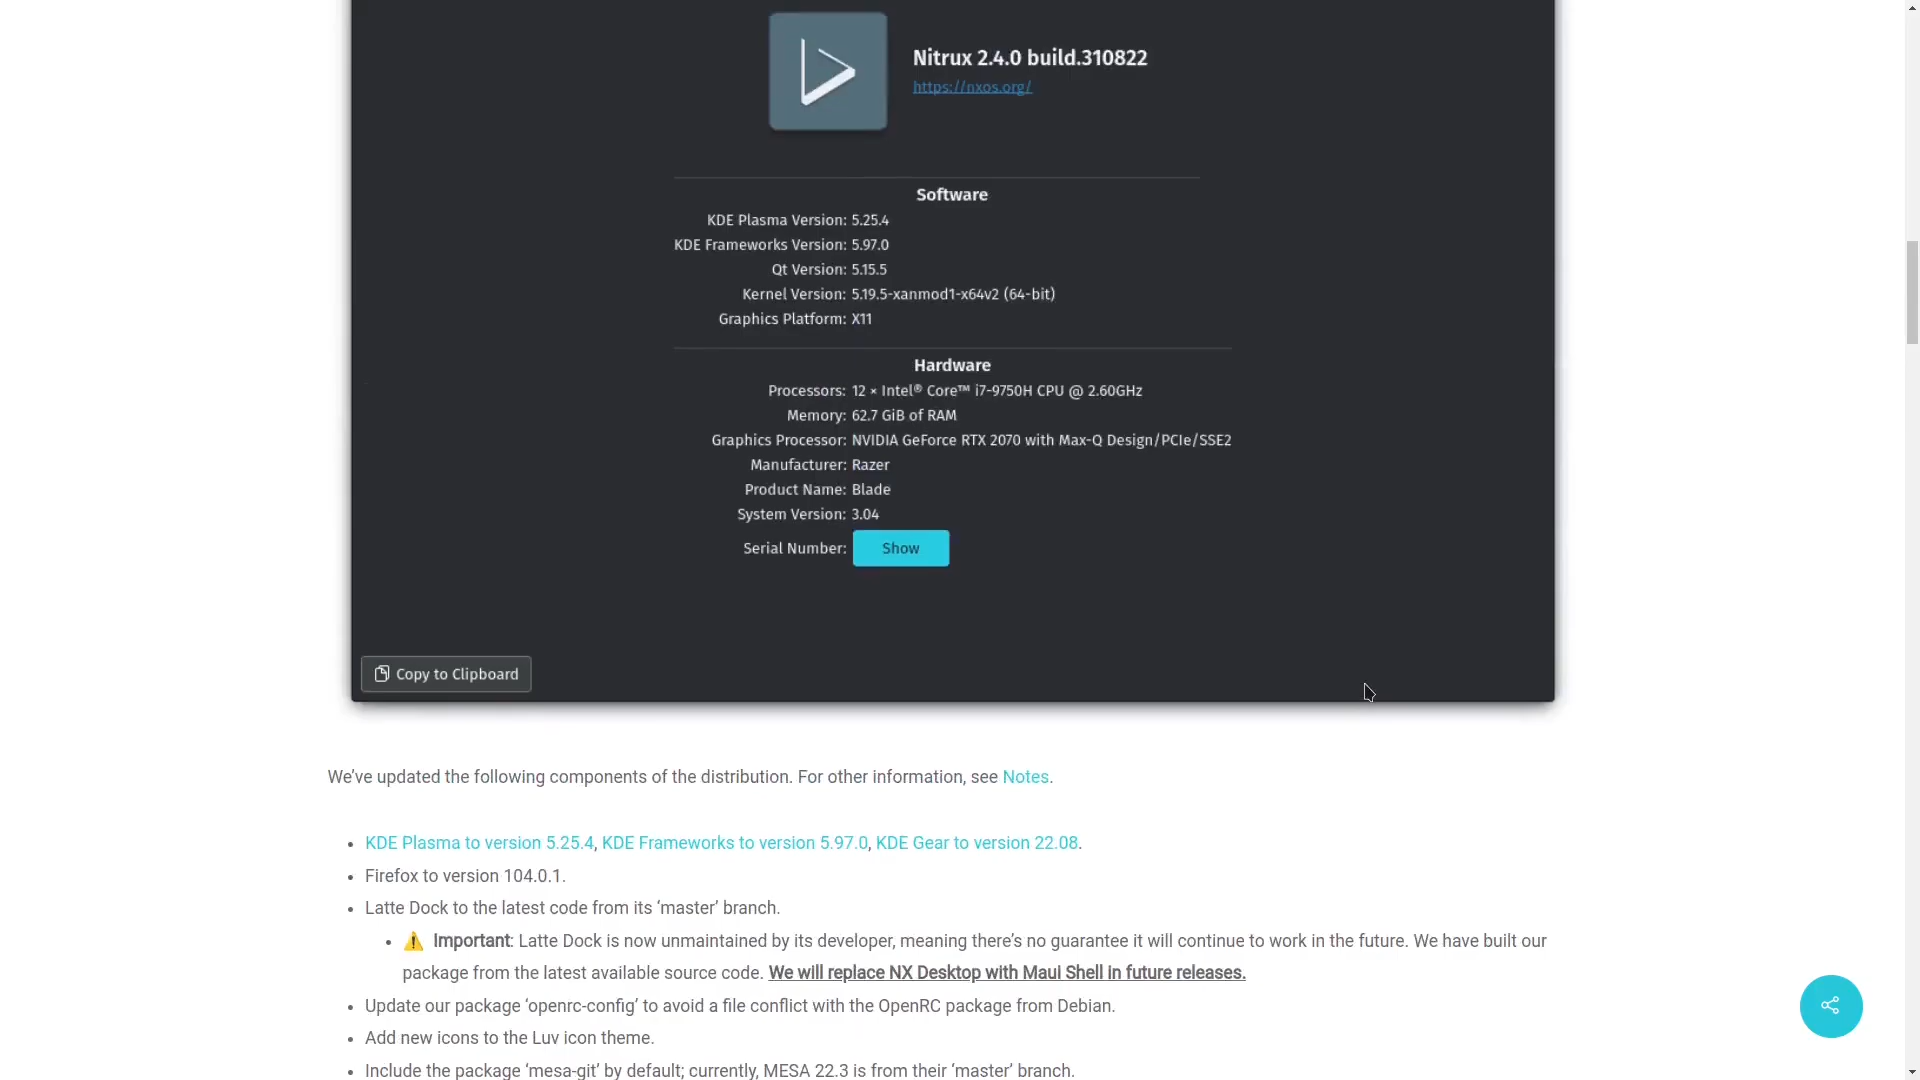 Nitrux 2.4.0 build.310822
https://nxos.org/
Software
KDE Plasma Version: 5.25.4
KDE Frameworks Version: 5.97.0
Qt Version: 5.15.5
Kernel Version: 5.19.5-xanmod1-x64v2 (64-bit)
Graphics Platform: X11
Hardware
Processors: 12 × Intel® Core™ i7-9750H CPU @ 2.60GHz
Memory: 62.7 GiB of RAM
Graphics Processor: NVIDIA GeForce RTX 2070 with Max-Q Design/PCIe/SSE2
Manufacturer: Razer
Product Name: Blade
System Version: 3.04
Serial Number: Show
Copy to Clipboard
We’ve updated the following components of the distribution. For other information, see Notes.
• KDE Plasma to version 5.25.4, KDE Frameworks to version 5.97.0, KDE Gear to version 22.08.
• Firefox to version 104.0.1.
• Latte Dock to the latest code from its ‘master’ branch.
• ⚠️ Important: Latte Dock is now unmaintained by its developer, meaning there’s no guarantee it will continue to work in the future. We have built our
package from the latest available source code. We will replace NX Desktop with Maui Shell in future releases.
• Update our package ‘openrc-config’ to avoid a file conflict with the OpenRC package from Debian.
• Add new icons to the Luv icon theme.
• Include the package ‘mesa-git’ by default; currently, MESA 22.3 is from their ‘master’ branch.